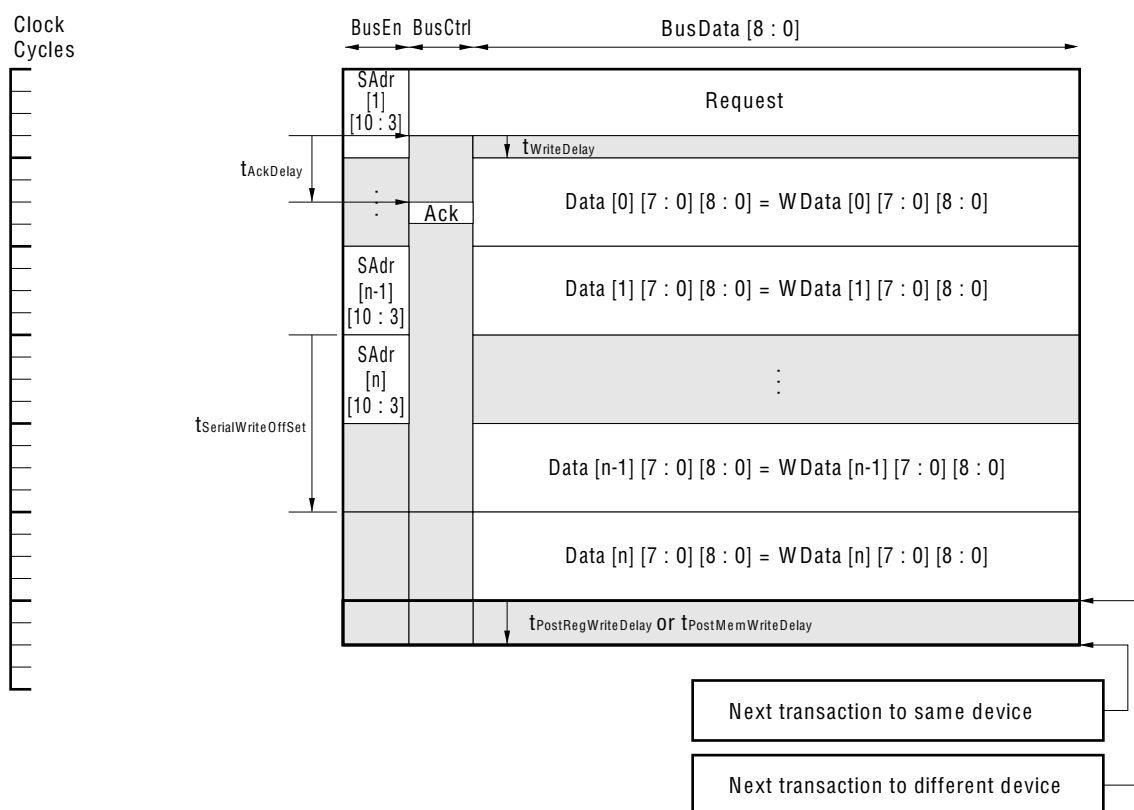 Clock
Cycles
BusEn BusCtrl BusData [8 : 0]
SAdr
[1]
[10 : 3]
Request
tWriteDelay
tAckDelay
⋮
Ack
Data [0] [7 : 0] [8 : 0] = WData [0] [7 : 0] [8 : 0]
SAdr
[n-1]
[10 : 3]
Data [1] [7 : 0] [8 : 0] = WData [1] [7 : 0] [8 : 0]
SAdr
[n]
[10 : 3]
⋮
tSerialWriteOffSet
Data [n-1] [7 : 0] [8 : 0] = WData [n-1] [7 : 0] [8 : 0]
Data [n] [7 : 0] [8 : 0] = WData [n] [7 : 0] [8 : 0]
tPostRegWriteDelay or tPostMemWriteDelay
Next transaction to same device
Next transaction to different device